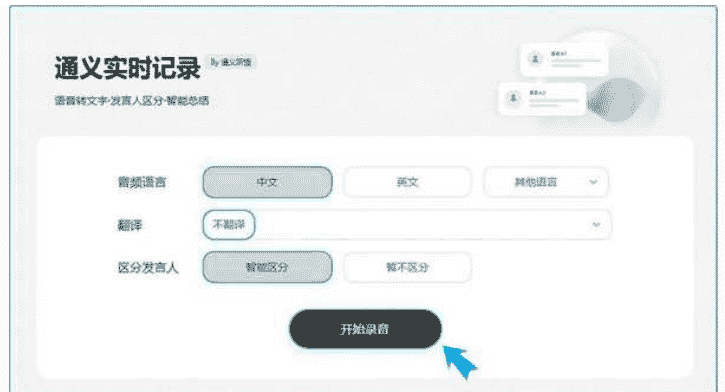 通义实时记录 By 通义听悟
语音转文字·发言人区分·智能总结
音频语言 中文 英文 其他语言
翻译 不翻译
区分发言人 智能区分 暂不区分
开始录音